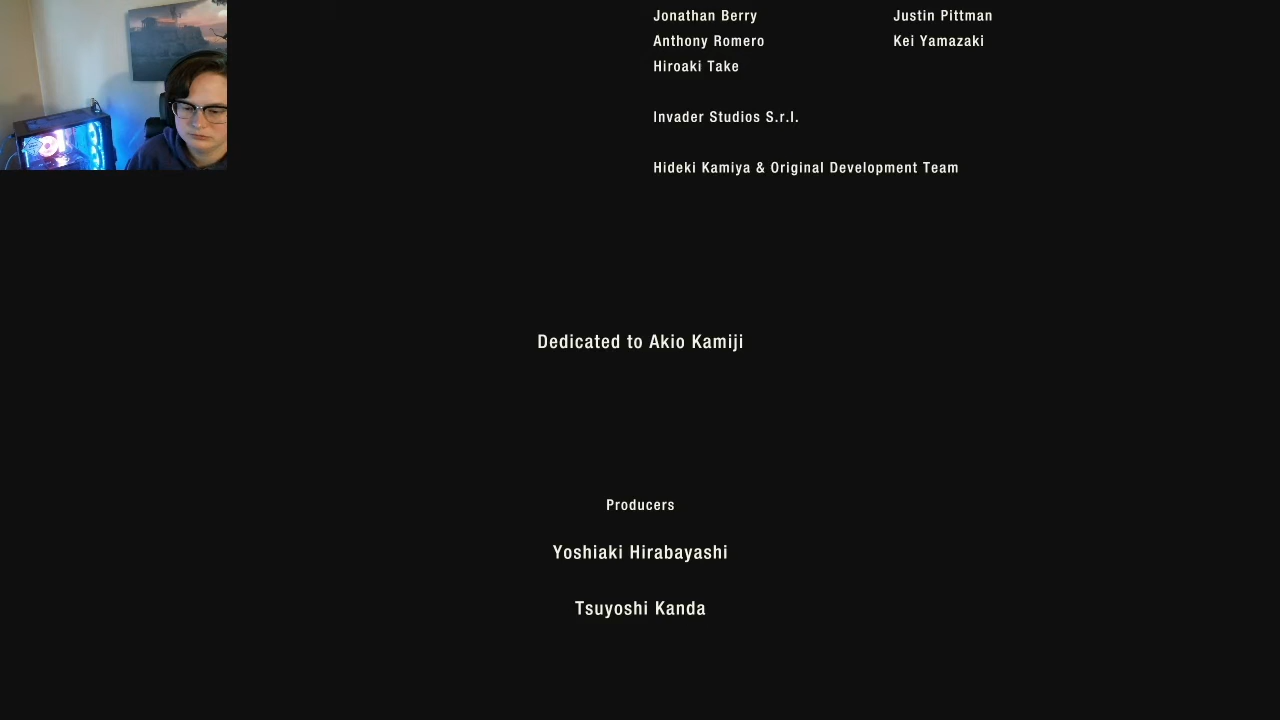 Jonathan Berry Justin Pittman
Anthony Romero Kei Yamazaki
Hiroaki Take
Invader Studios S.r.l.
Hideki Kamiya & Original Development Team
Dedicated to Akio Kamiji
Producers
Yoshiaki Hirabayashi
Tsuyoshi Kanda